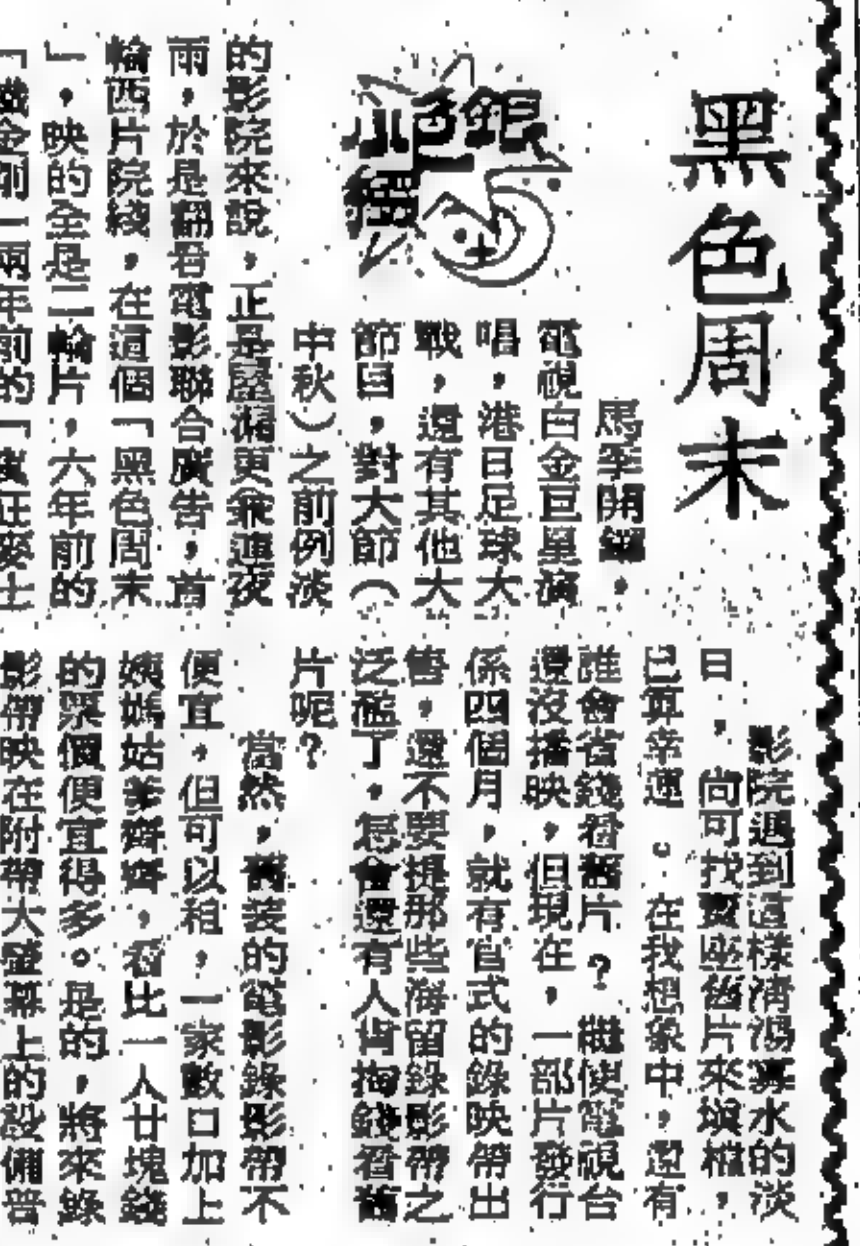 黑色周末
銀色小
馬季開鑼,
電視白金巨星演
唱,港日足球大
戰,還有其他大
節目,對大節(
中秋)之前例淡
的影院來說,正是屋漏更兼連夜
雨,於是翻君電影聯合廣告,首
輪西片院綫,在這個「黑色周末
」,映的全是二輪片,六年前的
金剛一兩年前的「麥士
影院遇到這樣清湯寡水的淡
日,尚可找賣座舊片來填檔,
已算幸運。在我想象中,還有
誰會省錢看舊片?縱使電視台
還沒播映,但現在,一部片發行
係四個月,就有官式的錄映帶出
售,還不要提那些海留錄影帶之
泛濫了,怎會還有人肯掏錢看舊
片呢?
當然,舊裝的電影錄影帶不
便宜,但可以租,一家數口加上
姨媽姑爹齊齊,看比一人廿塊錢
的票價便宜得多。是的,將來錄
影帶映在附帶大螢幕上的設備普